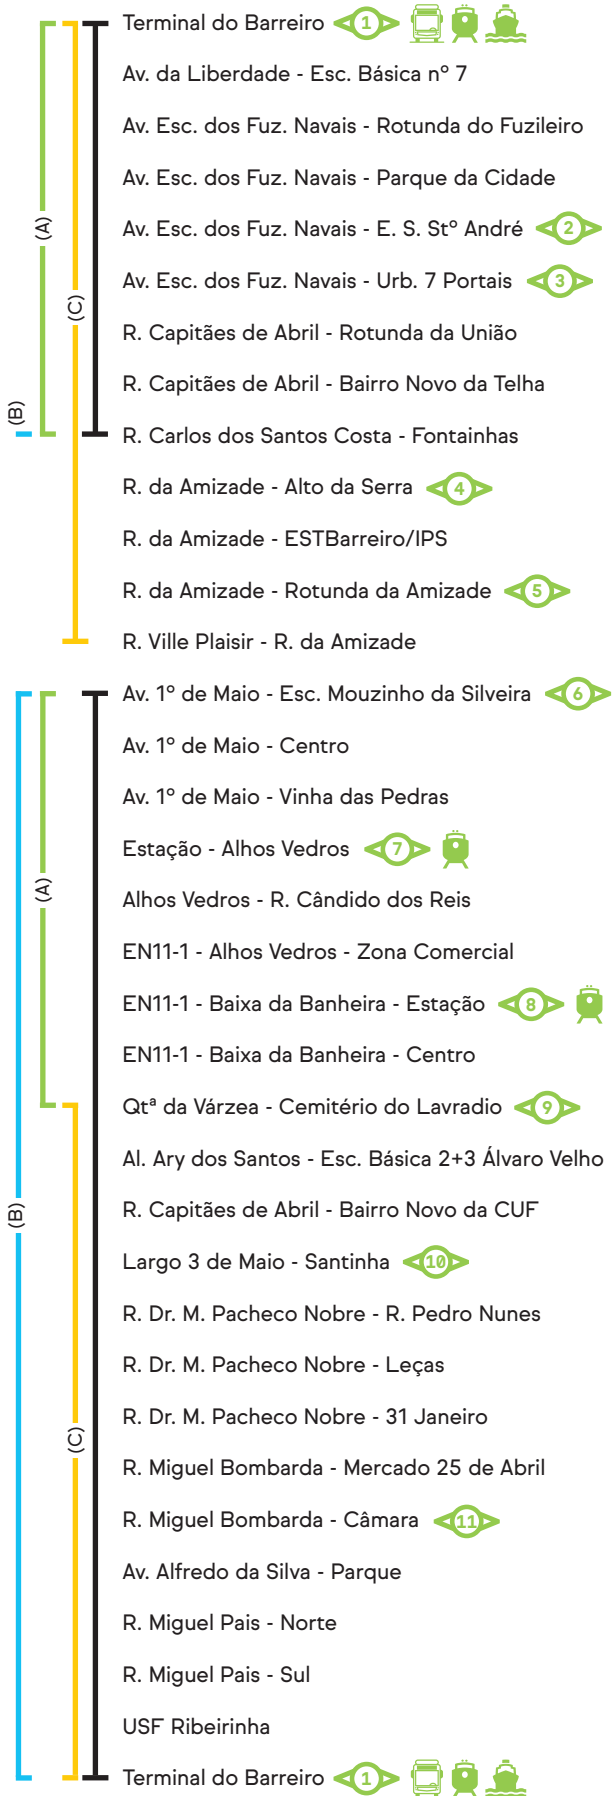 Terminal do Barreiro 1
Av. da Liberdade - Esc. Básica nº 7
Av. Esc. dos Fuz. Navais - Rotunda do Fuzileiro
Av. Esc. dos Fuz. Navais - Parque da Cidade
(A)
Av. Esc. dos Fuz. Navais - E. S. Stº André 2
Av. Esc. dos Fuz. Navais - Urb. 7 Portais 3
(C)
R. Capitães de Abril - Rotunda da União
R. Capitães de Abril - Bairro Novo da Telha
(B)
R. Carlos dos Santos Costa - Fontainhas
R. da Amizade - Alto da Serra 4
R. da Amizade - ESTBarreiro/IPS
R. da Amizade - Rotunda da Amizade 5
R. Ville Plaisir - R. da Amizade
Av. 1º de Maio - Esc. Mouzinho da Silveira 6
Av. 1º de Maio - Centro
Av. 1º de Maio - Vinha das Pedras
Estação - Alhos Vedros 7
(A)
Alhos Vedros - R. Cândido dos Reis
EN11-1 - Alhos Vedros - Zona Comercial
EN11-1 - Baixa da Banheira - Estação 8
EN11-1 - Baixa da Banheira - Centro
Qtª da Várzea - Cemitério do Lavradio 9
Al. Ary dos Santos - Esc. Básica 2+3 Álvaro Velho
(B)
R. Capitães de Abril - Bairro Novo da CUF
Largo 3 de Maio - Santinha 10
R. Dr. M. Pacheco Nobre - R. Pedro Nunes
R. Dr. M. Pacheco Nobre - Leças
R. Dr. M. Pacheco Nobre - 31 Janeiro
(C)
R. Miguel Bombarda - Mercado 25 de Abril
R. Miguel Bombarda - Câmara 11
Av. Alfredo da Silva - Parque
R. Miguel Pais - Norte
R. Miguel Pais - Sul
USF Ribeirinha
Terminal do Barreiro 1